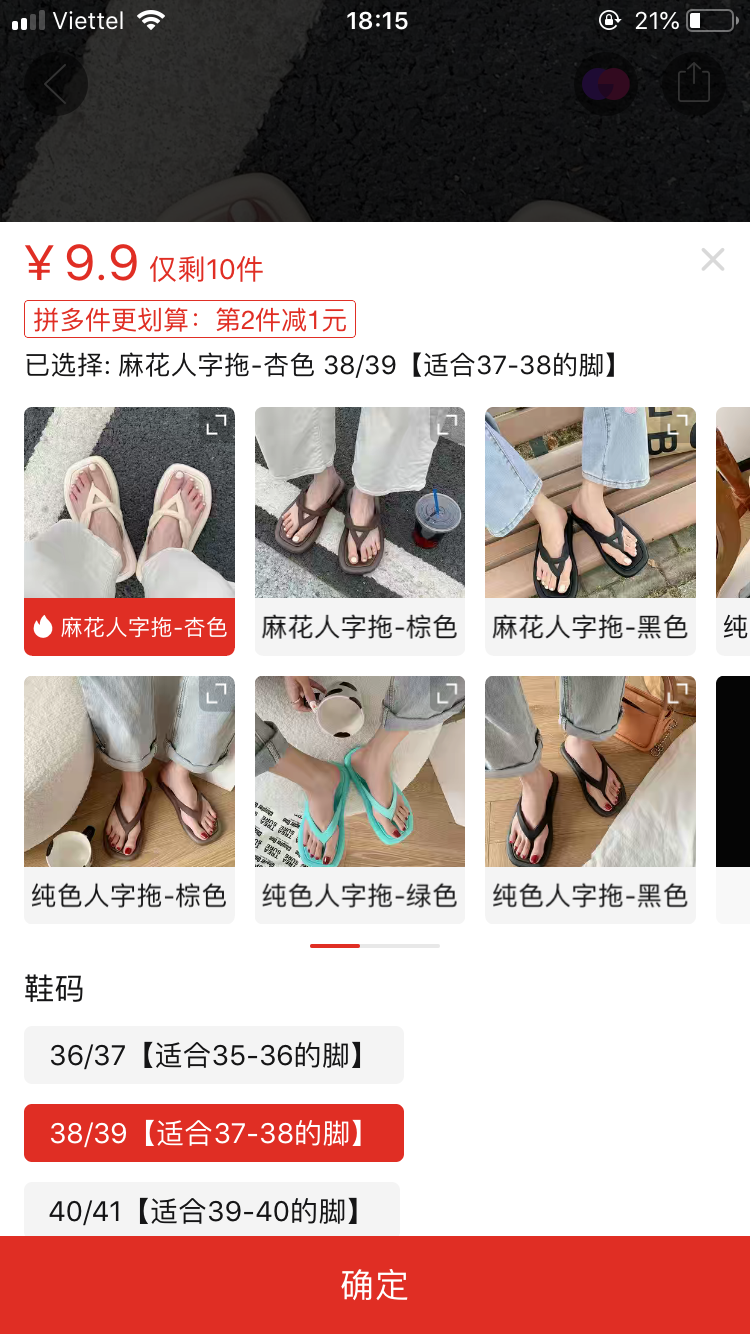 Viettel 18:15 21%
¥9.9 仅剩10件
拼多件更划算：第2件减1元
已选择: 麻花人字拖-杏色 38/39【适合37-38的脚】
麻花人字拖-杏色 麻花人字拖-棕色 麻花人字拖-黑色 纯
纯色人字拖-棕色 纯色人字拖-绿色 纯色人字拖-黑色
鞋码
36/37【适合35-36的脚】
38/39【适合37-38的脚】
40/41【适合39-40的脚】
确定